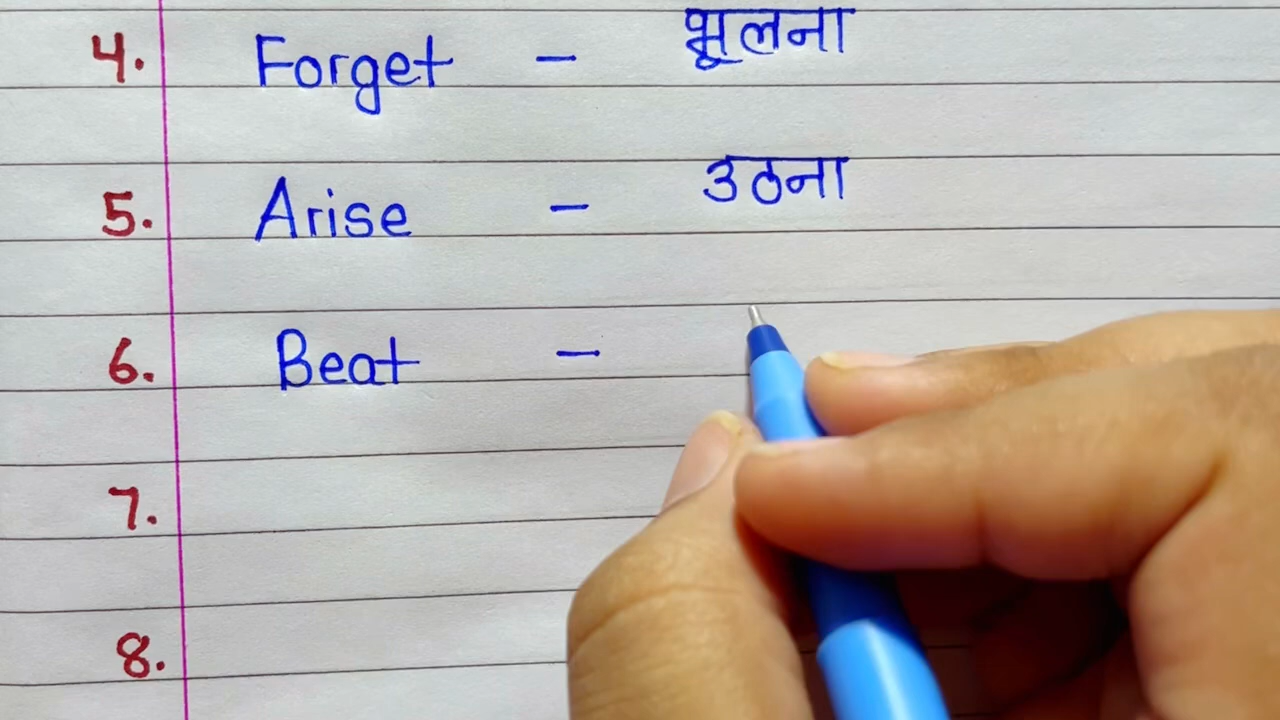 4. Forget - भूलना
5. Arise - उठना
6. Beat -
7.
8.